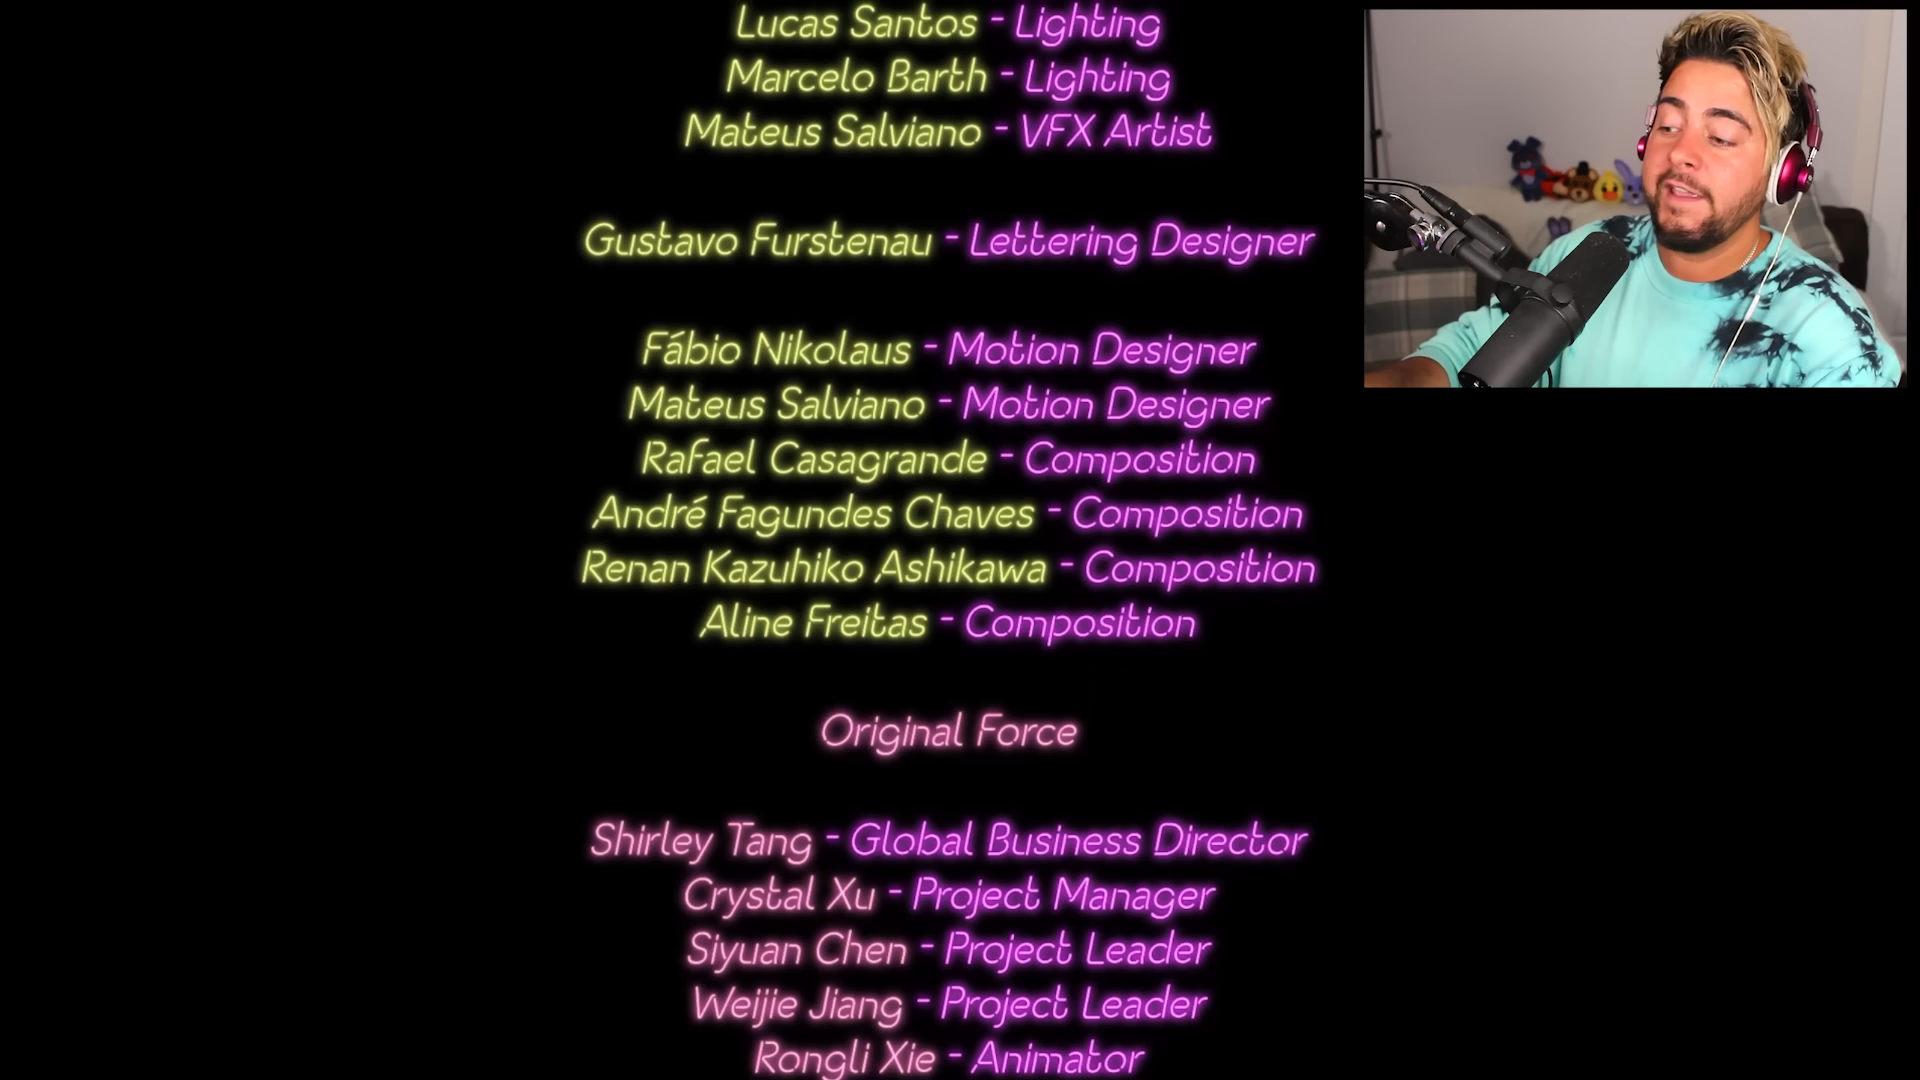 Lucas Santos - Lighting
Marcelo Barth - Lighting
Mateus Salviano - VFX Artist
Gustavo Furstenau - Lettering Designer
Fábio Nikolaus - Motion Designer
Mateus Salviano - Motion Designer
Rafael Casagrande - Composition
André Fagundes Chaves - Composition
Renan Kazuhiko Ashikawa - Composition
Aline Freitas - Composition
Original Force
Shirley Tang - Global Business Director
Crystal Xu - Project Manager
Siyuan Chen - Project Leader
Weijie Jiang - Project Leader
Rongli Xie - Animator